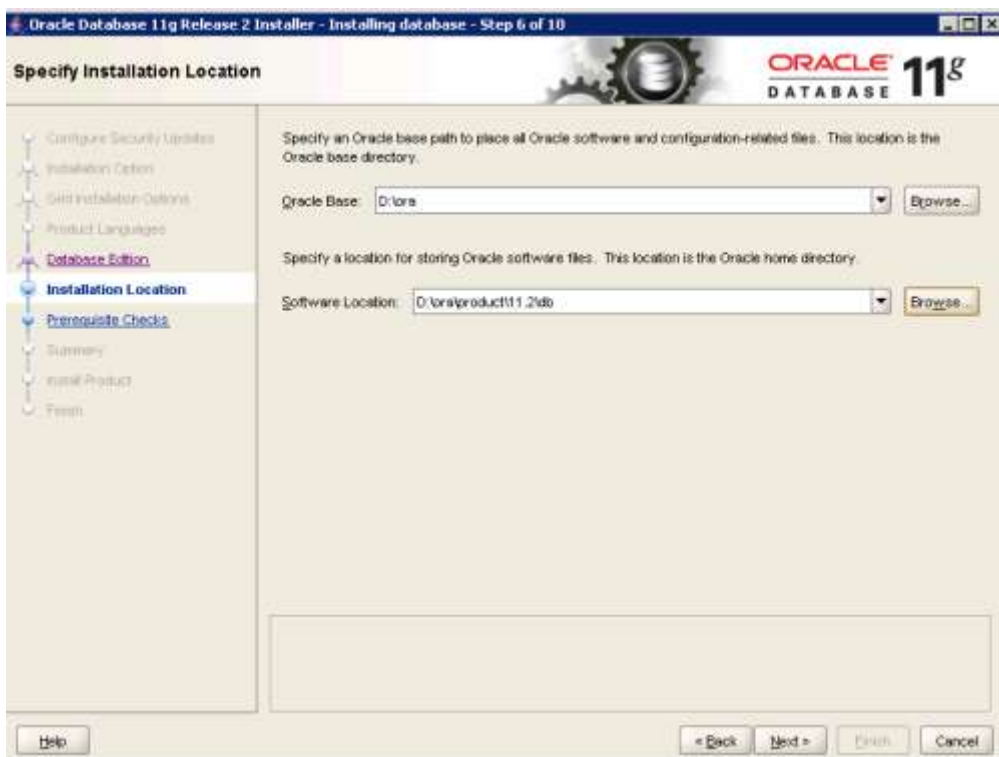 Oracle Database 11g Release 2 Installer - Installing database - Step 6 of 10
Specify Installation Location
ORACLE 11g
DATABASE
Configure Security Updates
Installation Option
Grid Installation Options
Product Languages
Database Edition
Installation Location
Prerequisite Checks
Summary
Install Product
Finish
Specify an Oracle base path to place all Oracle software and configuration-related files. This location is the
Oracle base directory.
Oracle Base: D:\ora Browse...
Specify a location for storing Oracle software files. This location is the Oracle home directory.
Software Location: D:\ora\product\11.2\db Browse...
Help < Back Next > Finish Cancel